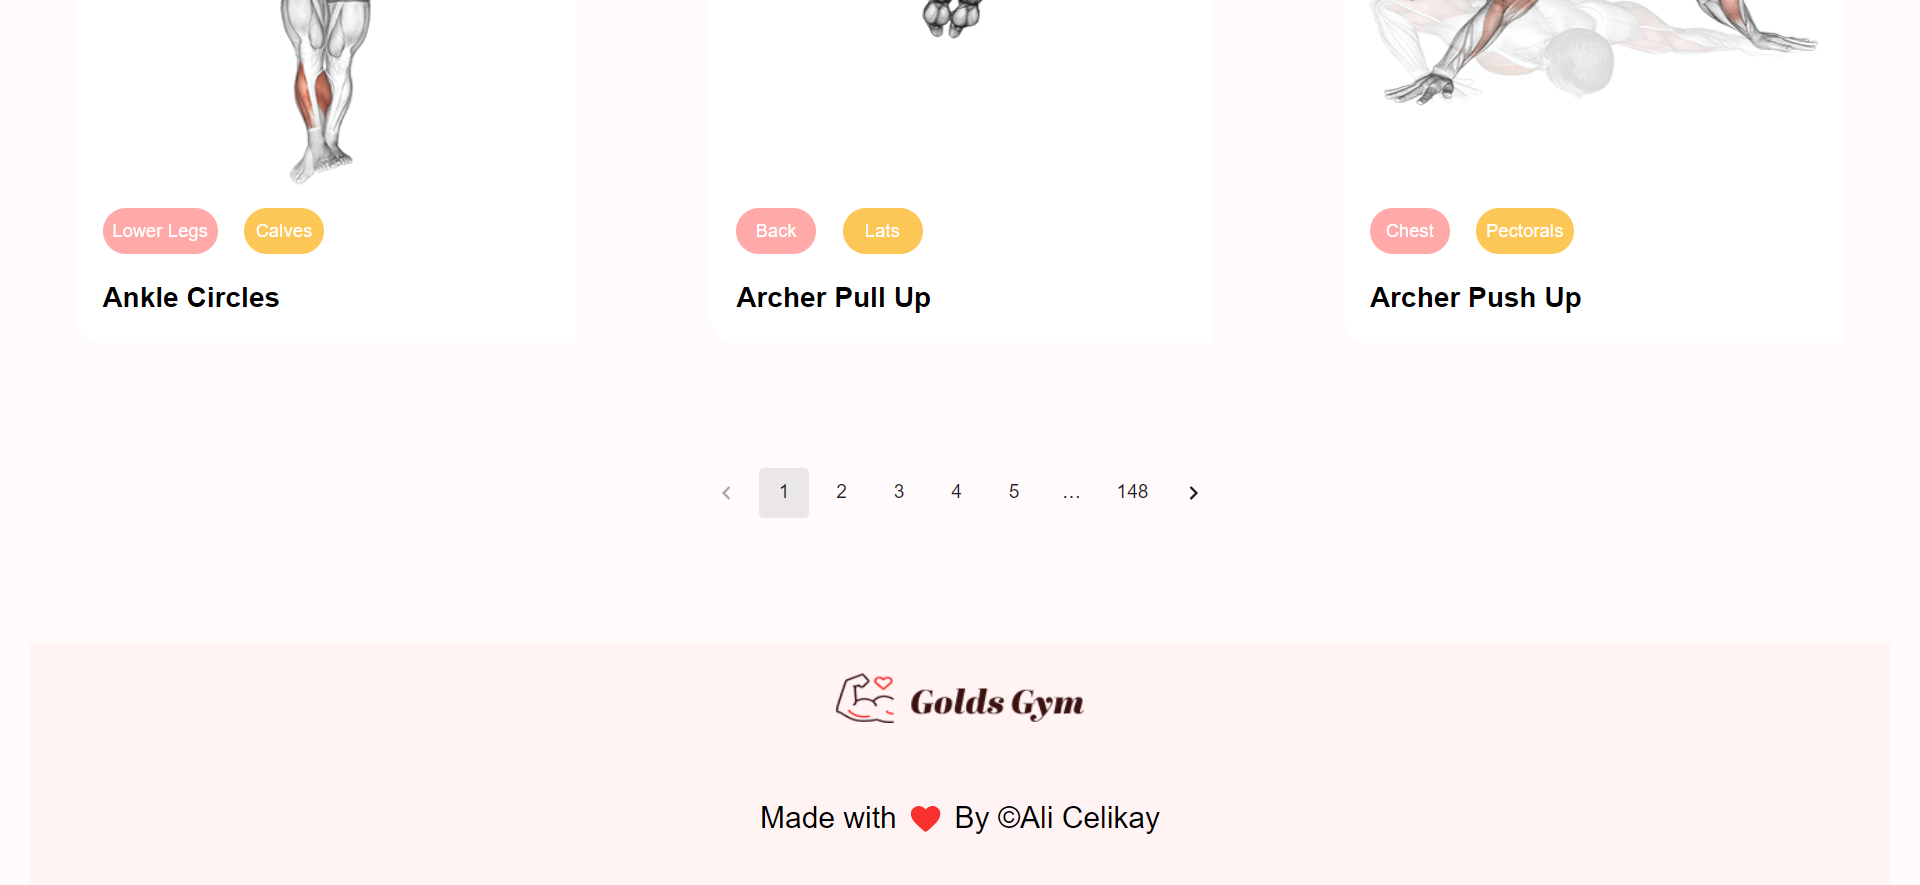 Lower Legs Calves
Ankle Circles
Back Lats
Archer Pull Up
Chest Pectorals
Archer Push Up
1 2 3 4 5 … 148
Golds Gym
Made with By ©Ali Celikay